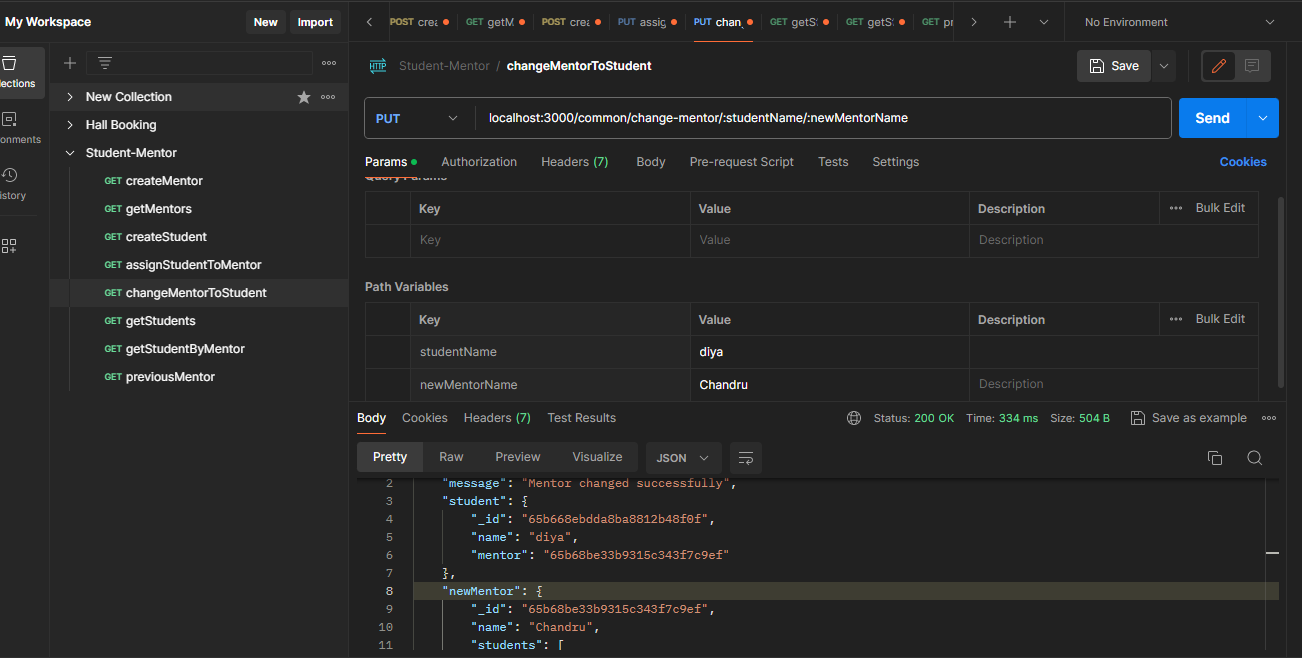 My Workspace
New
Import
POST crea
GET getM
POST crea
PUT assig
PUT chan
GET getS
GET getS
GET pr
No Environment
lections
onments
istory
New Collection
Hall Booking
Student-Mentor
GET createMentor
GET getMentors
GET createStudent
GET assignStudentToMentor
GET changeMentorToStudent
GET getStudents
GET getStudentByMentor
GET previousMentor
HTTP Student-Mentor / changeMentorToStudent
Save
PUT
localhost:3000/common/change-mentor/:studentName/:newMentorName
Send
Params
Authorization
Headers (7)
Body
Pre-request Script
Tests
Settings
Cookies
Query Params
Key Value Description Bulk Edit
Key Value Description
Path Variables
Key Value Description Bulk Edit
studentName diya
newMentorName Chandru Description
Body Cookies Headers (7) Test Results
Status: 200 OK Time: 334 ms Size: 504 B Save as example
Pretty Raw Preview Visualize JSON
2 "message": "Mentor changed successfully",
3 "student": {
4 "_id": "65b668ebdda8ba8812b48f0f",
5 "name": "diya",
6 "mentor": "65b68be33b9315c343f7c9ef"
7 },
8 "newMentor": {
9 "_id": "65b68be33b9315c343f7c9ef",
10 "name": "Chandru",
11 "students": [